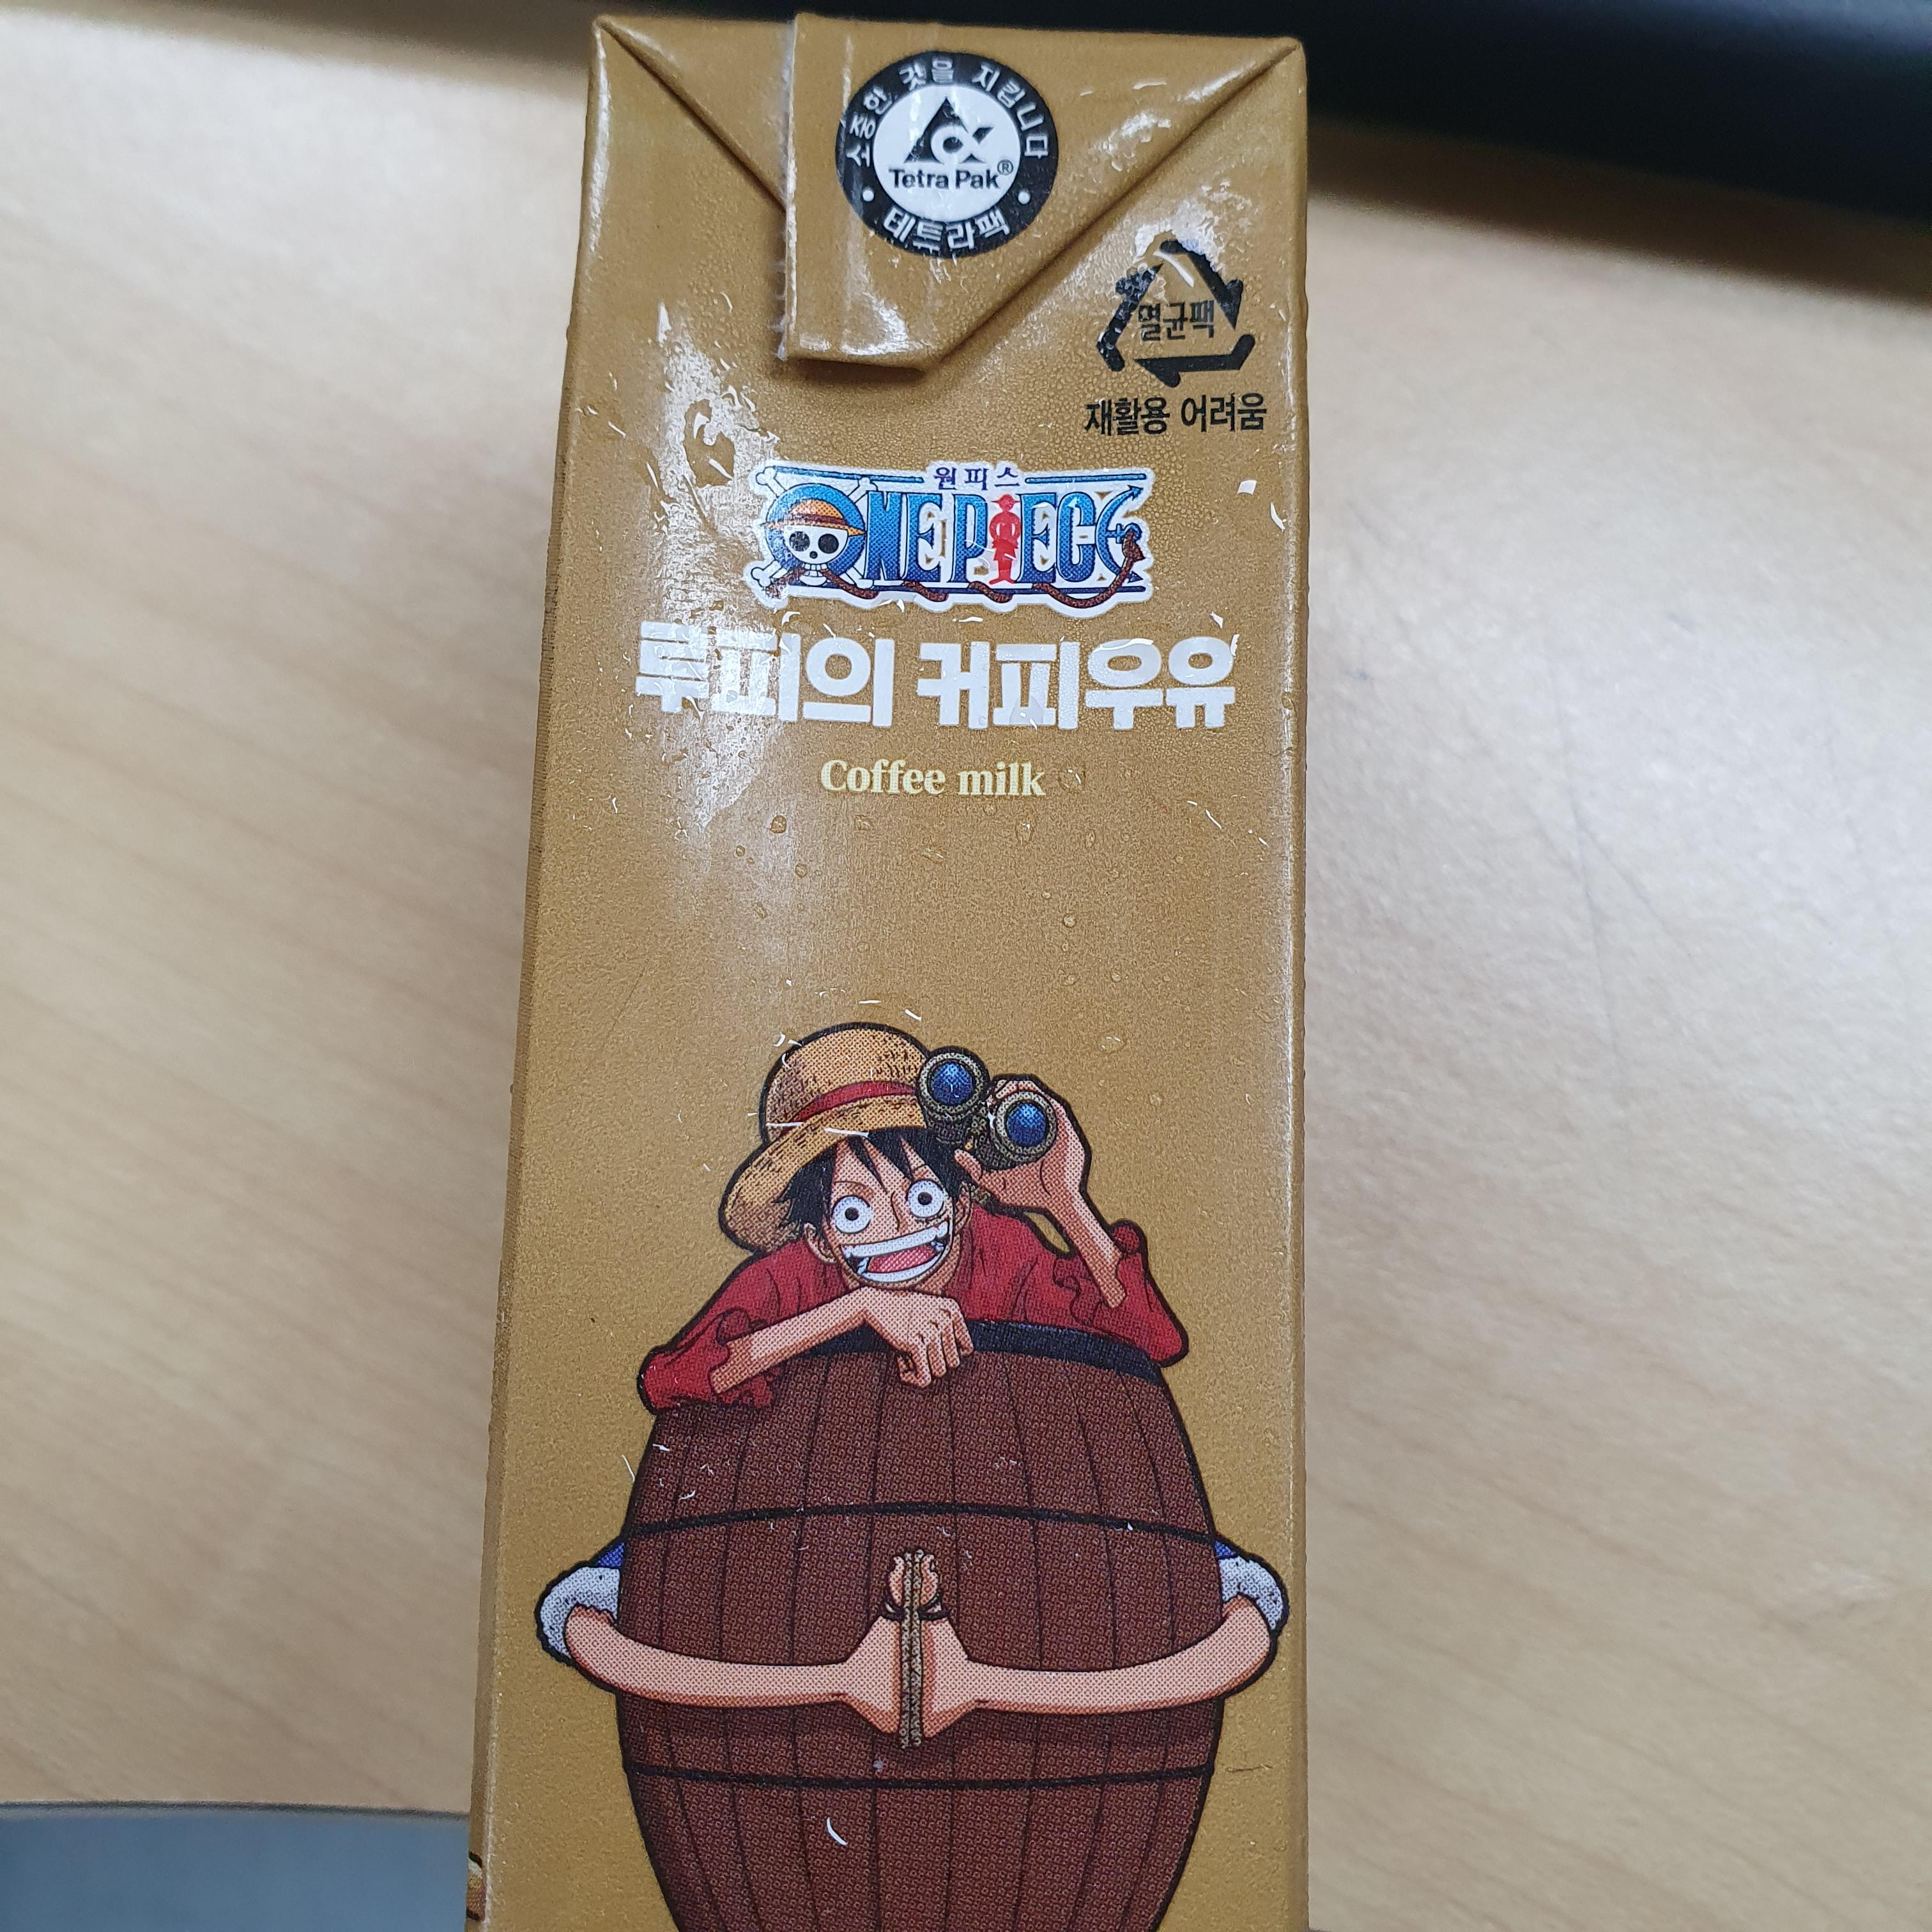 소중한 것을 지킵니다
Tetra Pak®
테트라팩
멸균팩
재활용 어려움
원피스
ONE PIECE
루피의 커피우유
Coffee milk